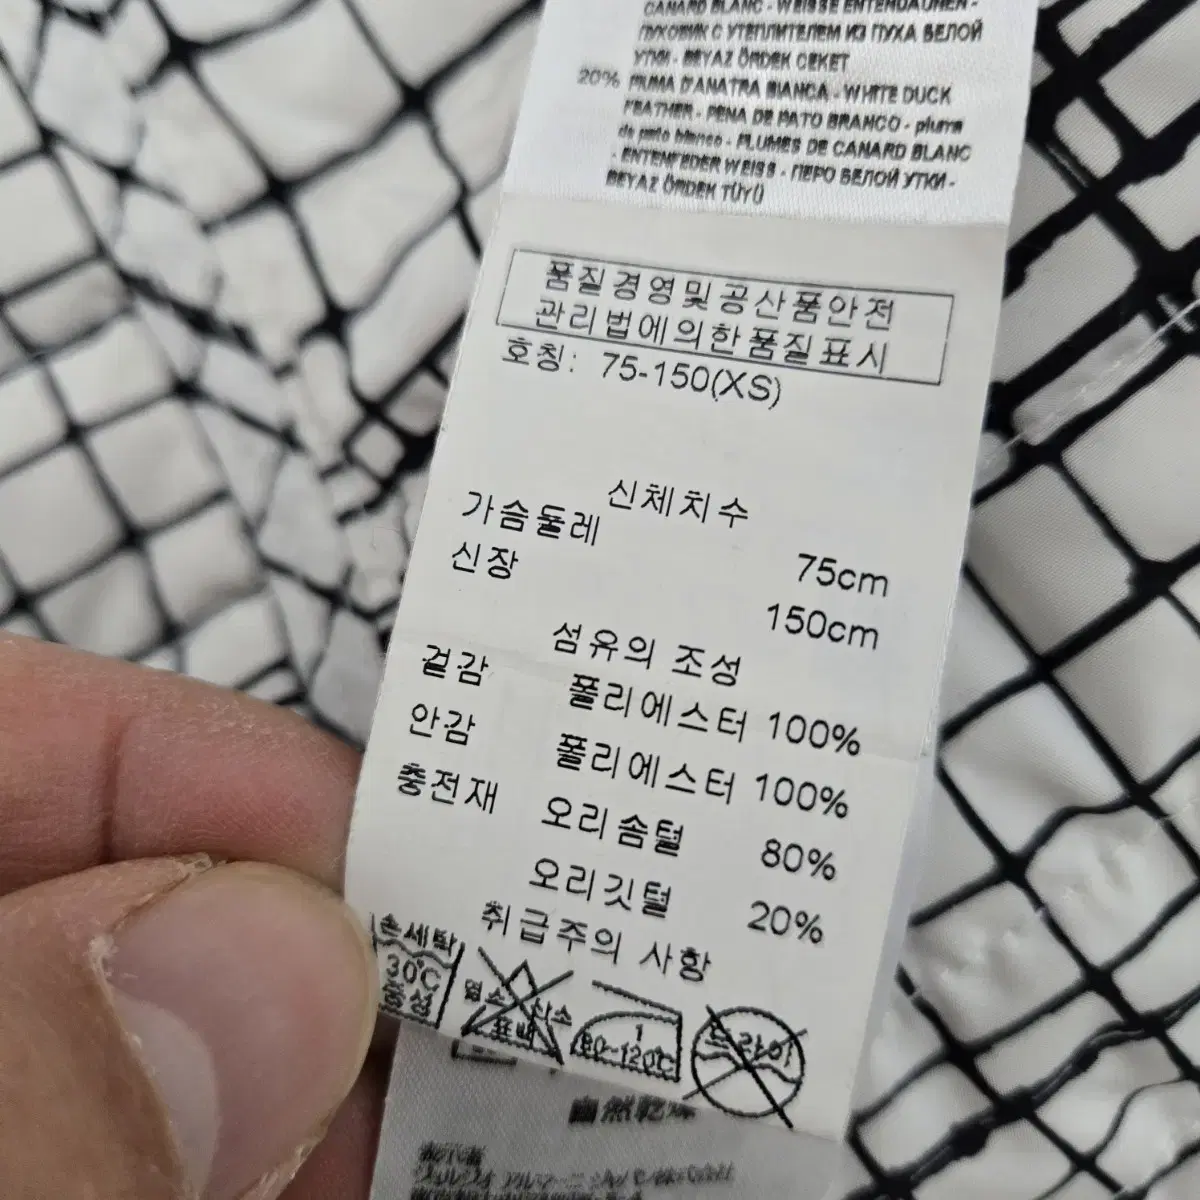 CANARD BLANC - WEISSE ENTENDAUNEN -
ПУХОВИК С УТЕПЛИТЕЛЕМ ИЗ ПУХА БЕЛОЙ
УТКИ - BEYAZ ÖRDEK CEKET
20% PIUMA D'ANATRA BIANCA - WHITE DUCK
FEATHER - PENA DE PATO BRANCO - pluma
de pato blanco - PLUMES DE CANARD BLANC
- ENTENFEDER WEISS - ПЕРО БЕЛОЙ УТКИ -
BEYAZ ÖRDEK TÜYÜ
품질경영및공산품안전
관리법에의한품질표시
호칭: 75-150(XS)
신체치수
가슴둘레 75cm
신장 150cm
섬유의 조성
겉감 폴리에스터 100%
안감 폴리에스터 100%
충전재 오리솜털 80%
오리깃털 20%
취급주의 사항
손세탁
30℃
중성
염소 산소
표백
1
80~120℃
드라이
自然乾燥
表示者